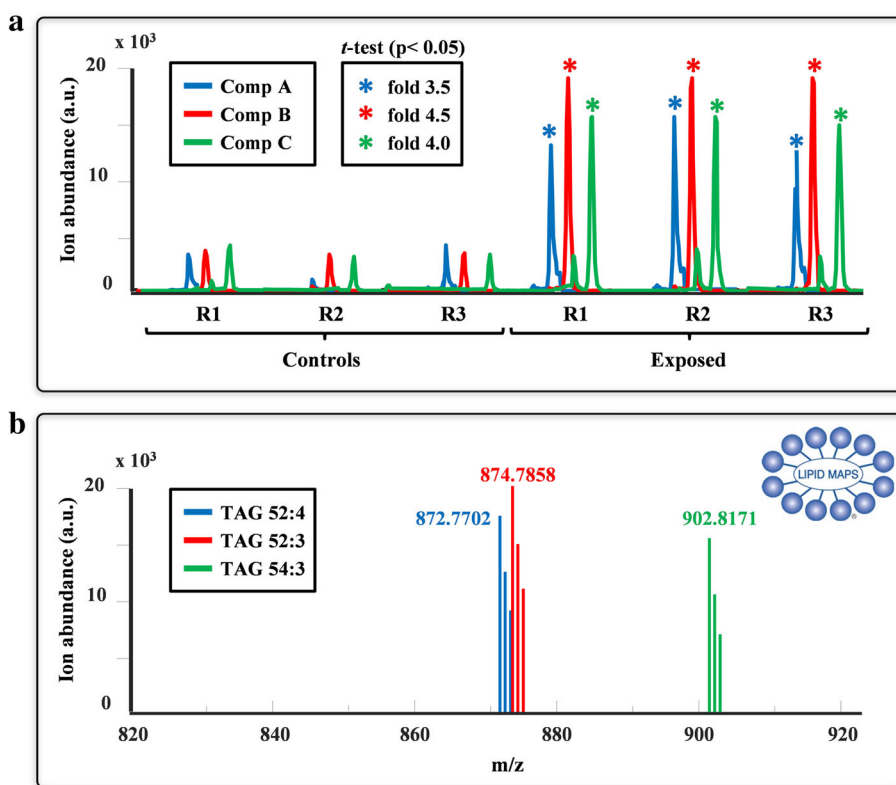 a
x 10³
20
10
0
Ion abundance (a.u.)
Comp A
Comp B
Comp C
t-test (p< 0.05)
* fold 3.5
* fold 4.5
* fold 4.0
* * * * * * * * *
R1 R2 R3 R1 R2 R3
Controls Exposed
b
x 10³
20
10
0
Ion abundance (a.u.)
TAG 52:4
TAG 52:3
TAG 54:3
874.7858
872.7702
902.8171
LIPID MAPS
®
820 840 860 880 900 920
m/z